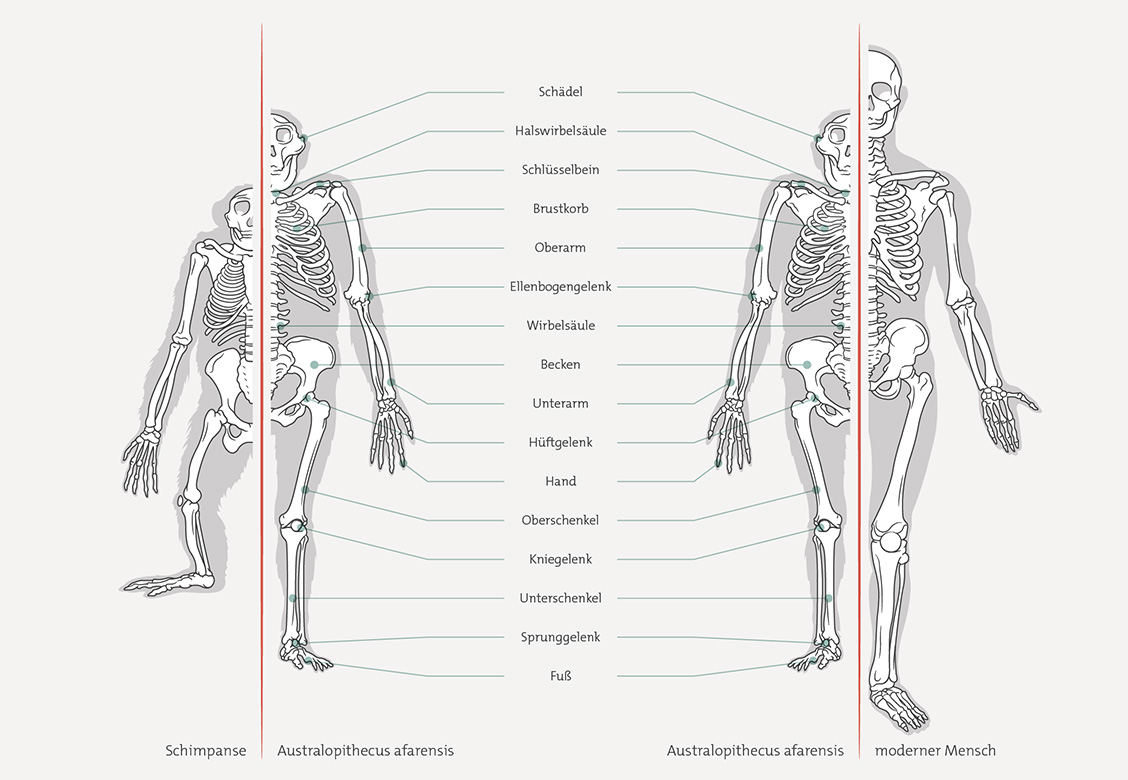 Schädel
Halswirbelsäule
Schlüsselbein
Brustkorb
Oberarm
Ellenbogengelenk
Wirbelsäule
Becken
Unterarm
Hüftgelenk
Hand
Oberschenkel
Kniegelenk
Unterschenkel
Sprunggelenk
Fuß
Schimpanse
Australopithecus afarensis
Australopithecus afarensis
moderner Mensch